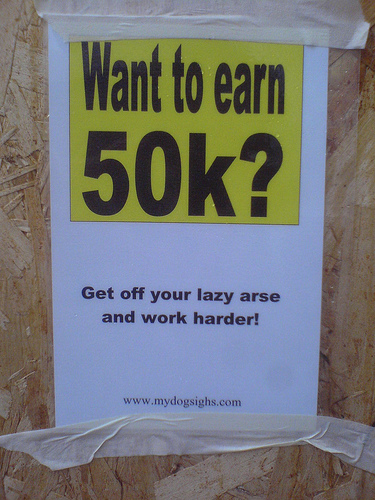 Want to earn
50k?
Get off your lazy arse
and work harder!
www.mydogsighs.com